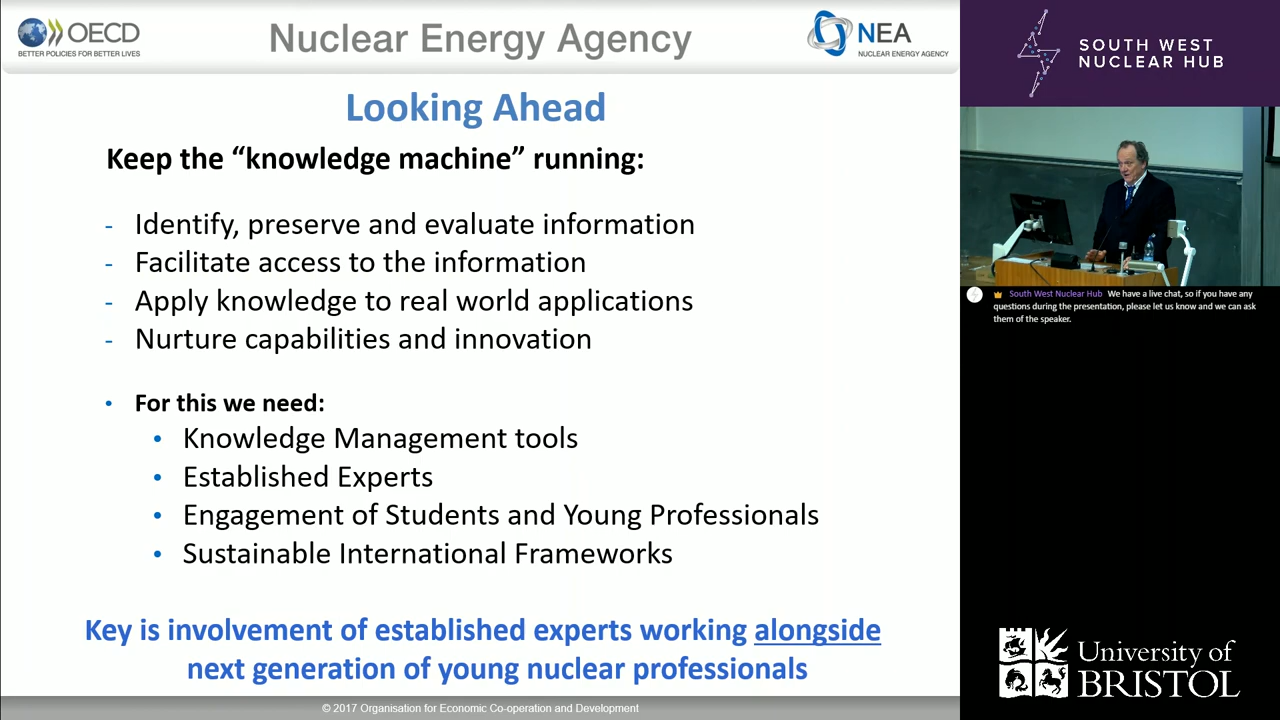 OECD
BETTER POLICIES FOR BETTER LIVES
Nuclear Energy Agency
NEA
NUCLEAR ENERGY AGENCY
Looking Ahead
Keep the “knowledge machine” running:
- Identify, preserve and evaluate information
- Facilitate access to the information
- Apply knowledge to real world applications
- Nurture capabilities and innovation
• For this we need:
• Knowledge Management tools
• Established Experts
• Engagement of Students and Young Professionals
• Sustainable International Frameworks
Key is involvement of established experts working alongside
next generation of young nuclear professionals
© 2017 Organisation for Economic Co-operation and Development
SOUTH WEST
NUCLEAR HUB
South West Nuclear Hub We have a live chat, so if you have any
questions during the presentation, please let us know and we can ask
them of the speaker.
University of
BRISTOL